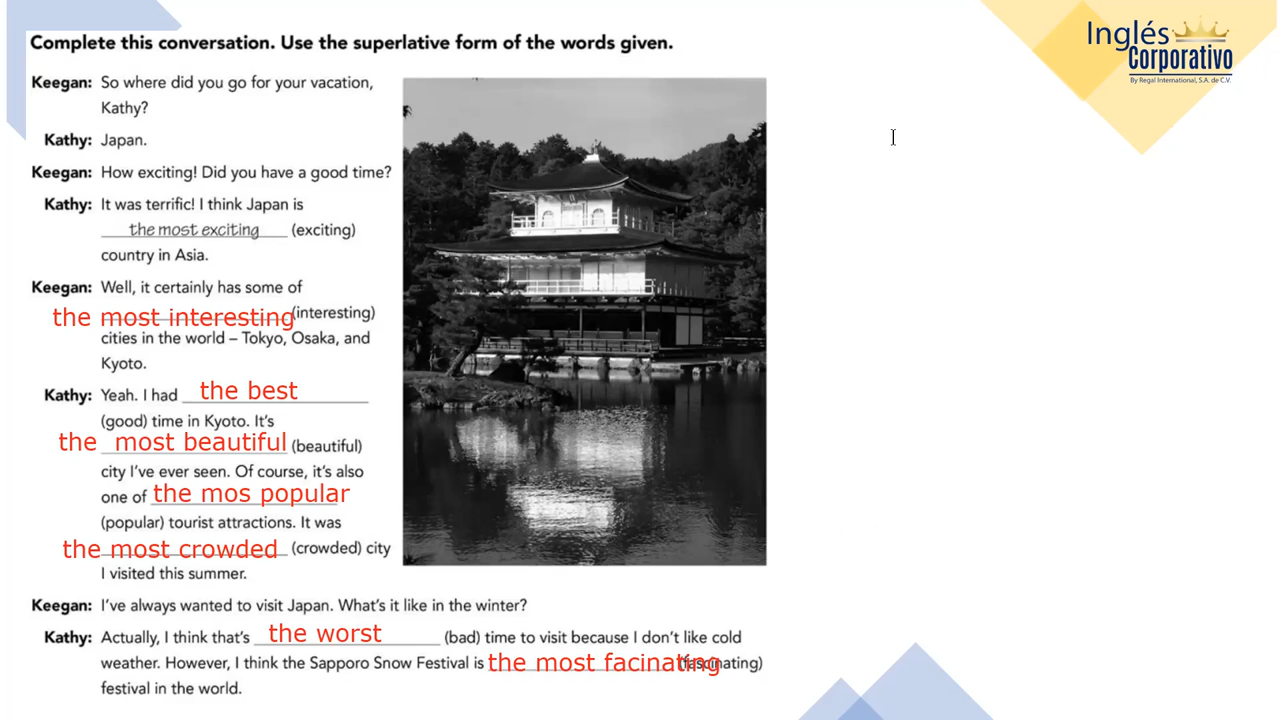 Complete this conversation. Use the superlative form of the words given.
Inglés
Corporativo
By Regal International, S.A. de C.V.
Keegan: So where did you go for your vacation,
Kathy?
Kathy: Japan.
Keegan: How exciting! Did you have a good time?
Kathy: It was terrific! I think Japan is
the most exciting (exciting)
country in Asia.
Keegan: Well, it certainly has some of
the most interesting (interesting)
cities in the world – Tokyo, Osaka, and
Kyoto.
Kathy: Yeah. I had the best
(good) time in Kyoto. It's
the most beautiful (beautiful)
city I've ever seen. Of course, it's also
one of the mos popular
(popular) tourist attractions. It was
the most crowded (crowded) city
I visited this summer.
Keegan: I've always wanted to visit Japan. What's it like in the winter?
Kathy: Actually, I think that's the worst (bad) time to visit because I don't like cold
weather. However, I think the Sapporo Snow Festival is the most facinating (fascinating)
festival in the world.